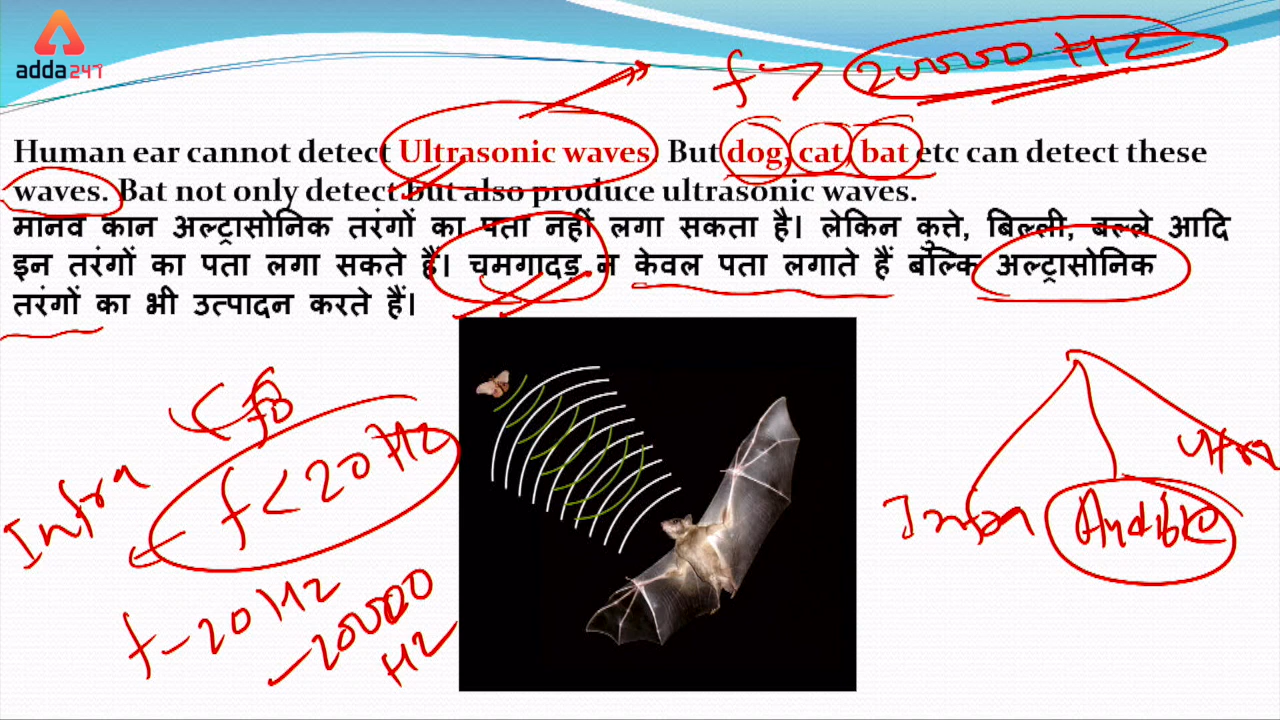 adda247
f > 20000 Hz
Human ear cannot detect Ultrasonic waves. But dog, cat, bat etc can detect these
waves. Bat not only detect but also produce ultrasonic waves.
मानव कान अल्ट्रासोनिक तरंगों का पता नहीं लगा सकता है। लेकिन कुत्ते, बिल्ली, बल्ले आदि
इन तरंगों का पता लगा सकते हैं। चमगादड़ न केवल पता लगाते हैं बल्कि अल्ट्रासोनिक
तरंगों का भी उत्पादन करते हैं।
Infra
f < 20 Hz
f - 20 Hz
- 20000
Hz
Infra
Audible
Ultra